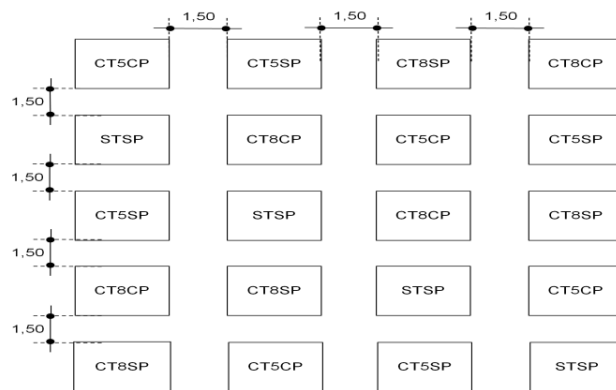 1,50 1,50 1,50
CT5CP CT5SP CT8SP CT8CP
1,50
STSP CT8CP CT5CP CT5SP
1,50
CT5SP STSP CT8CP CT8SP
1,50
CT8CP CT8SP STSP CT5CP
1,50
CT8SP CT5CP CT5SP STSP